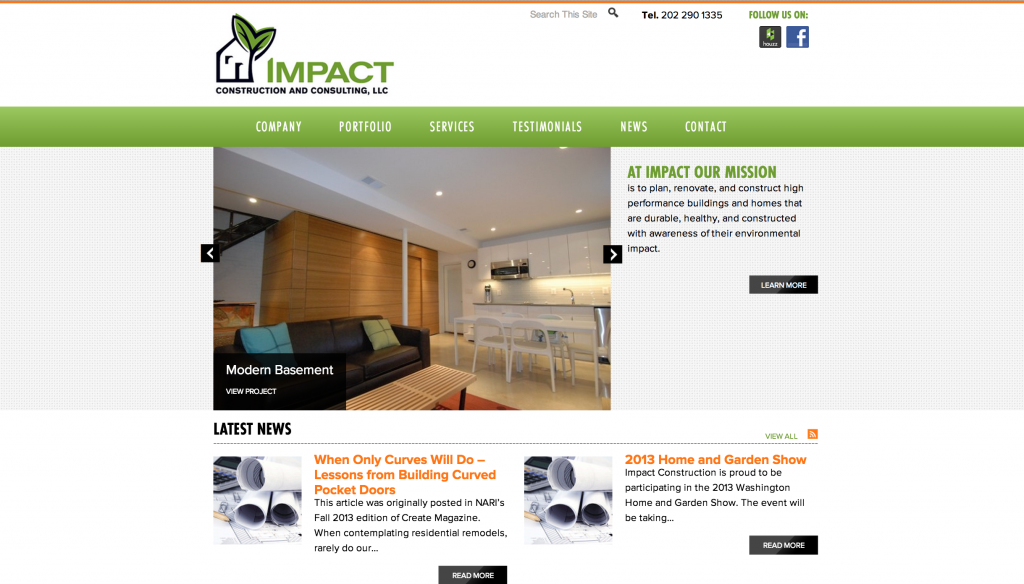 Search This Site
Tel. 202 290 1335
FOLLOW US ON:
houzz
f
IMPACT
CONSTRUCTION AND CONSULTING, LLC
COMPANY
PORTFOLIO
SERVICES
TESTIMONIALS
NEWS
CONTACT
AT IMPACT OUR MISSION
is to plan, renovate, and construct high
performance buildings and homes that
are durable, healthy, and constructed
with awareness of their environmental
impact.
LEARN MORE
Modern Basement
VIEW PROJECT
LATEST NEWS
VIEW ALL
When Only Curves Will Do –
Lessons from Building Curved
Pocket Doors
This article was originally posted in NARI's
Fall 2013 edition of Create Magazine.
When contemplating residential remodels,
rarely do our...
READ MORE
2013 Home and Garden Show
Impact Construction is proud to be
participating in the 2013 Washington
Home and Garden Show. The event will
be taking...
READ MORE